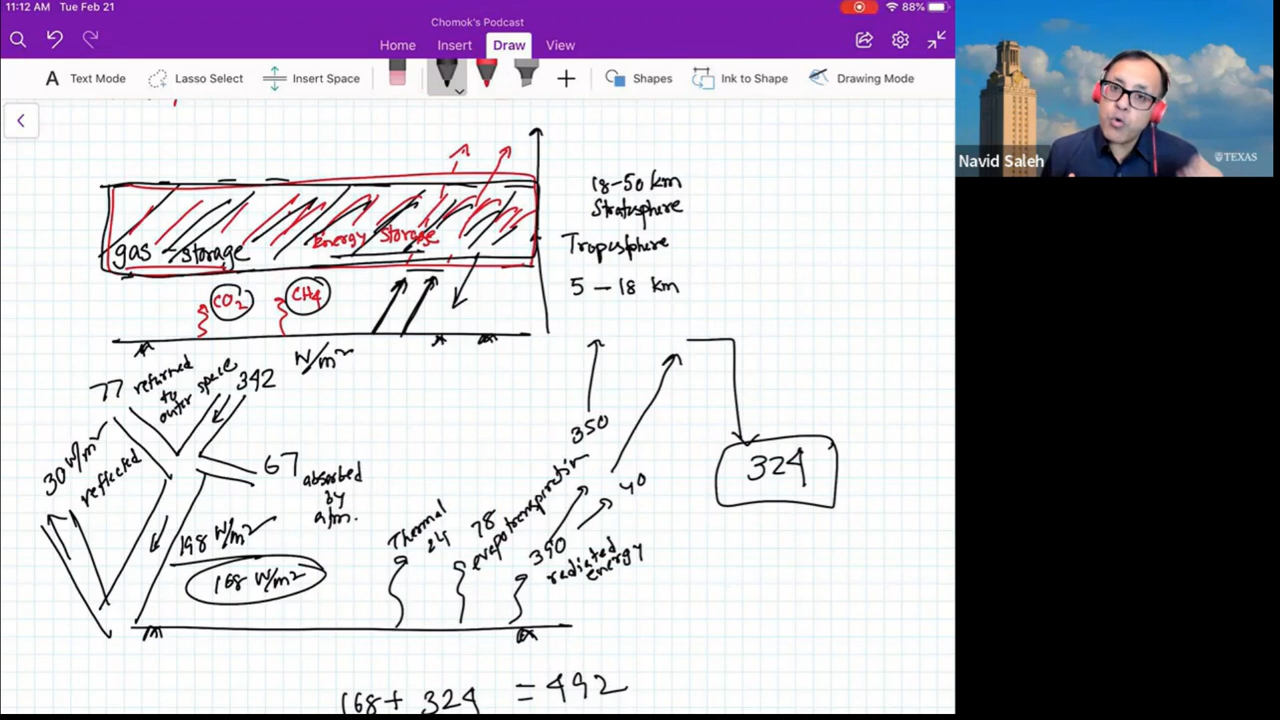 11:12 AM Tue Feb 21
88%
Chomok's Podcast
Home Insert Draw View
Text Mode
Lasso Select
Insert Space
Shapes
Ink to Shape
Drawing Mode
Navid Saleh
TEXAS
18-50 km
Stratosphere
Troposphere
5 - 18 km
gas -storage
Energy Storage
CO2
CH4
W/m2
77 returned
to
outer space
342
30 W/m2
reflected
67 absorbed
by
atm.
198 W/m2
168 W/m2
Thermal
24
78
evapotranspiration
390
radiated
energy
350
40
324
168+ 324 = 492